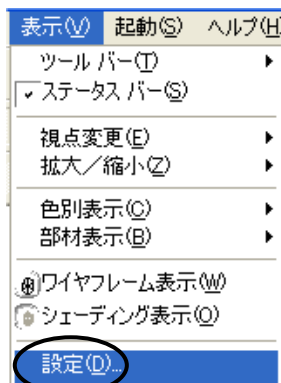 表示(V) 起動(S) ヘルプ(H
ツール バー(T)
ステータス バー(S)
視点変更(E)
拡大／縮小(Z)
色別表示(C)
部材表示(B)
ワイヤフレーム表示(W)
シェーディング表示(O)
設定(D)...